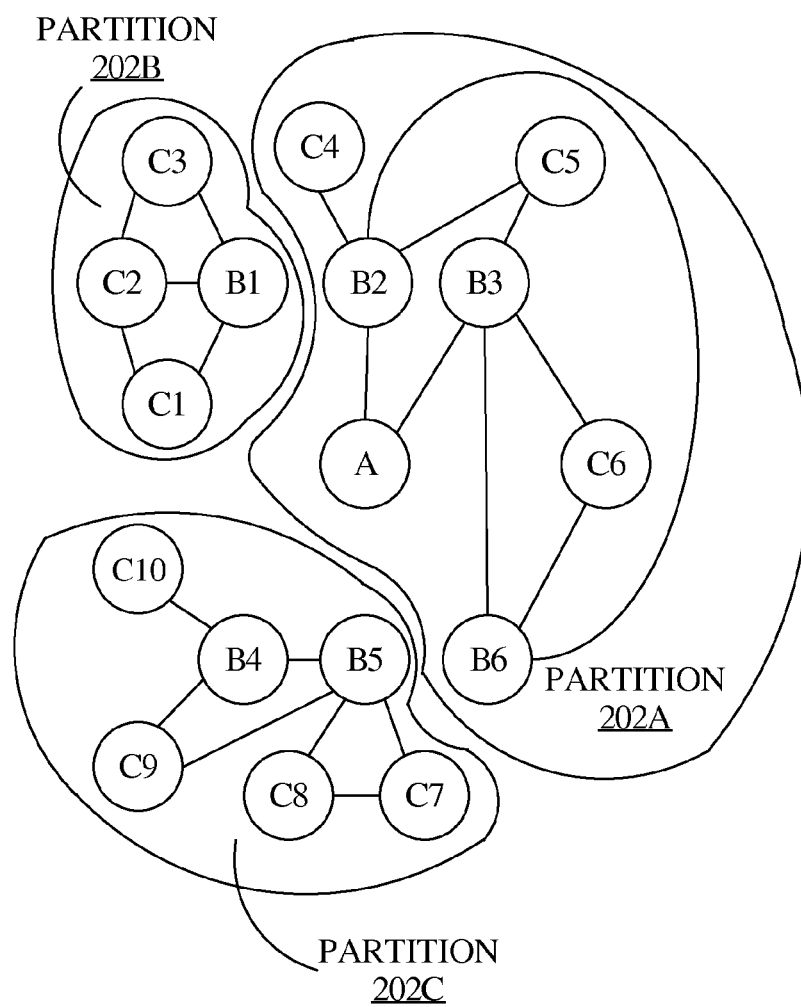 PARTITION
202B
C3
C4
C5
C2
B1
B2
B3
C1
A
C6
C10
B4
B5
B6
PARTITION
202A
C9
C8
C7
PARTITION
202C